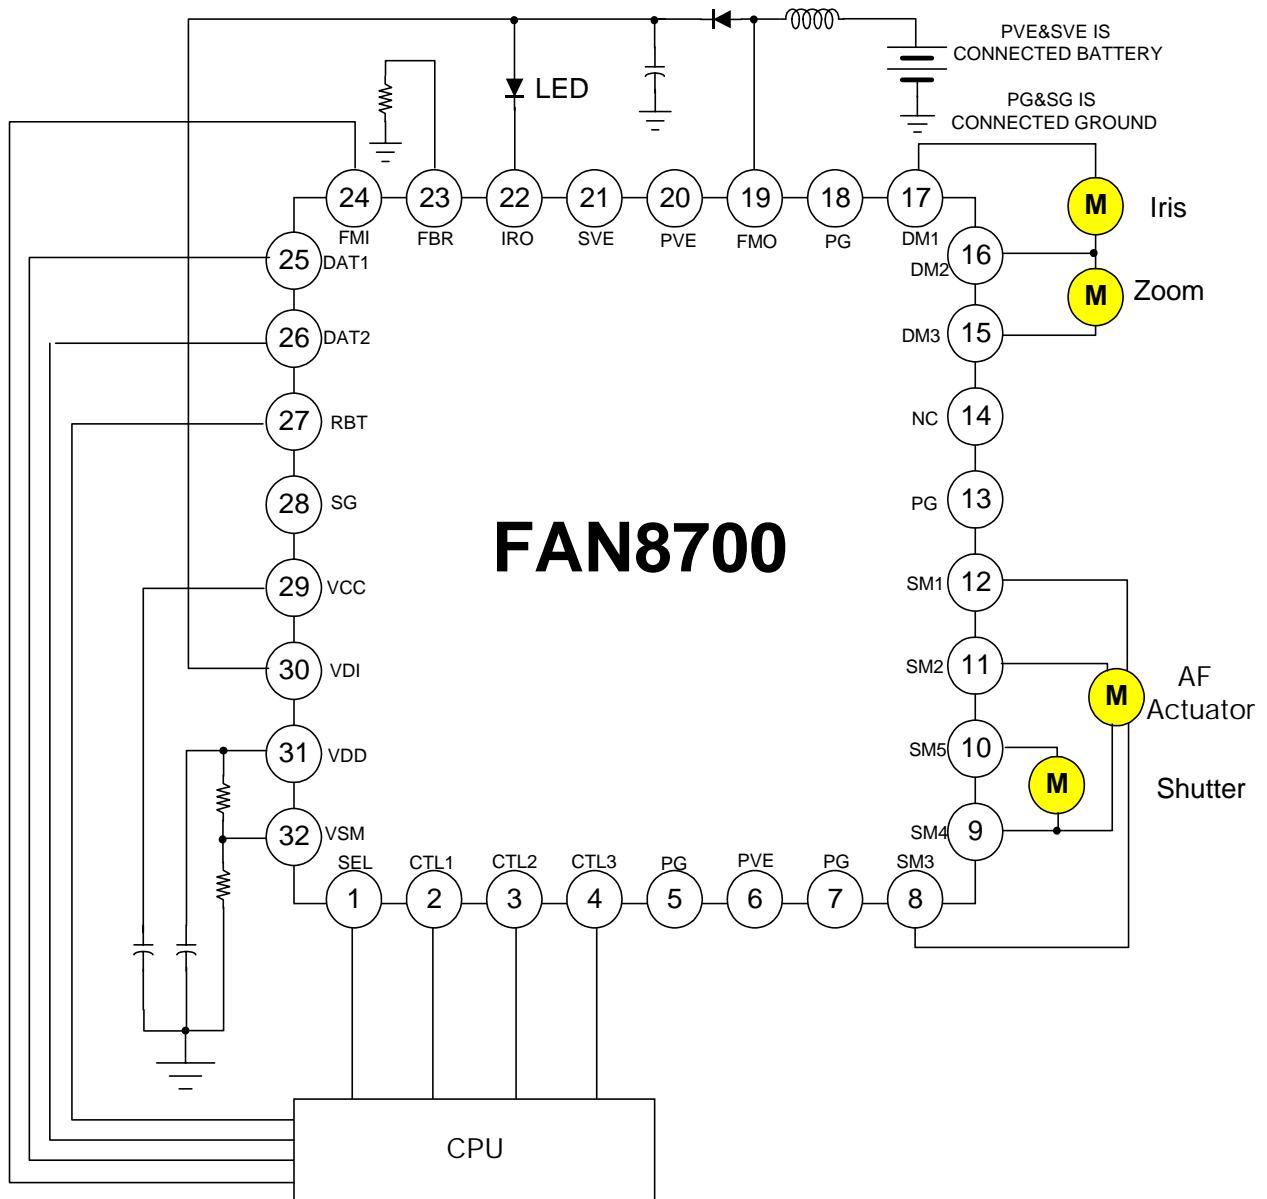 PVE&SVE IS
CONNECTED BATTERY
LED
PG&SG IS
CONNECTED GROUND
24 23 22 21 20 19 18 17
FMI FBR IRO SVE PVE FMO PG DM1
M Iris
25 DAT1
DM2 16
M Zoom
26 DAT2
DM3 15
27 RBT
NC 14
28 SG
PG 13
FAN8700
29 VCC
SM1 12
30 VDI
SM2 11
M AF
Actuator
31 VDD
SM5 10
M Shutter
32 VSM
SM4 9
SEL CTL1 CTL2 CTL3 PG PVE PG SM3
1 2 3 4 5 6 7 8
CPU